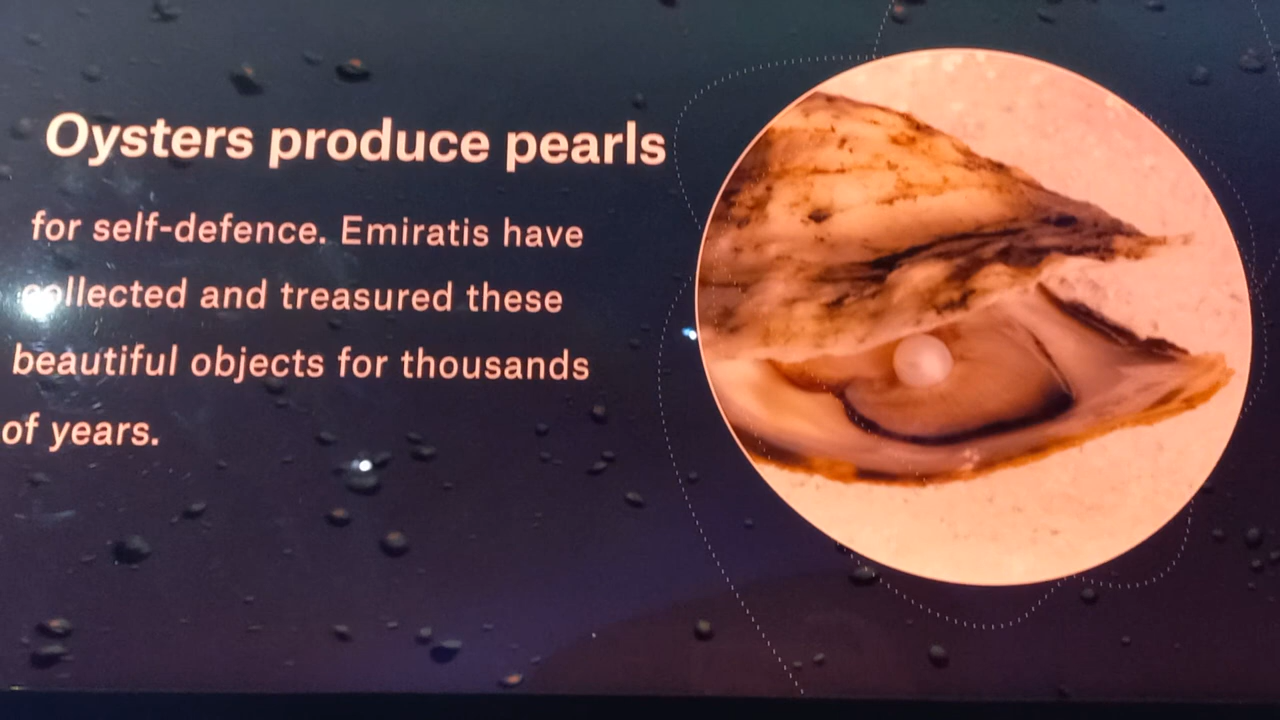 Oysters produce pearls
for self-defence. Emiratis have
collected and treasured these
beautiful objects for thousands
of years.